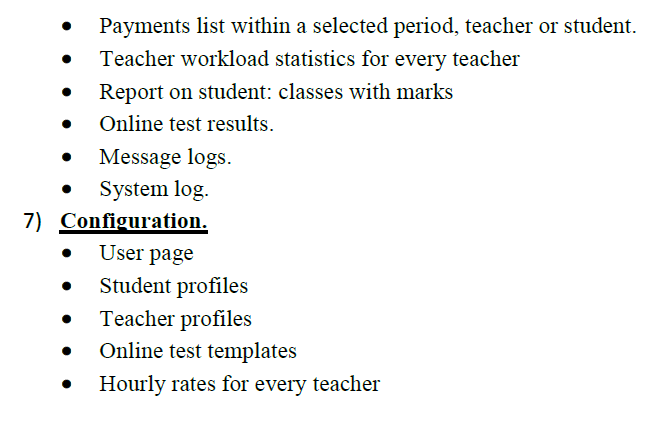 • Payments list within a selected period, teacher or student.
• Teacher workload statistics for every teacher
• Report on student: classes with marks
• Online test results.
• Message logs.
• System log.
7) Configuration.
• User page
• Student profiles
• Teacher profiles
• Online test templates
• Hourly rates for every teacher